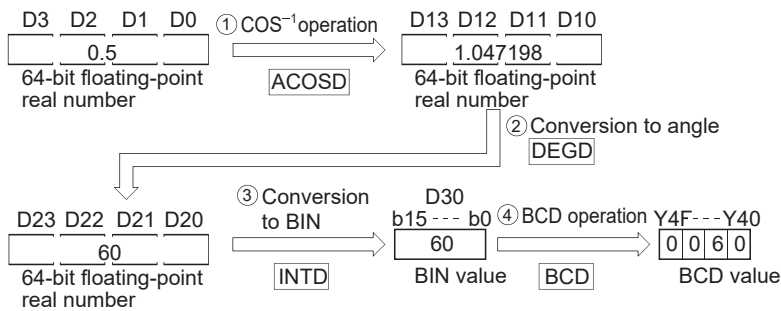 D3 D2 D1 D0
0.5
64-bit floating-point
real number
① COS⁻¹ operation
ACOSD
D13 D12 D11 D10
1.047198
64-bit floating-point
real number
② Conversion to angle
DEGD
D23 D22 D21 D20
60
64-bit floating-point
real number
③ Conversion
to BIN
INTD
D30
b15 --- b0
60
BIN value
④ BCD operation
BCD
Y4F---Y40
0 0 6 0
BCD value